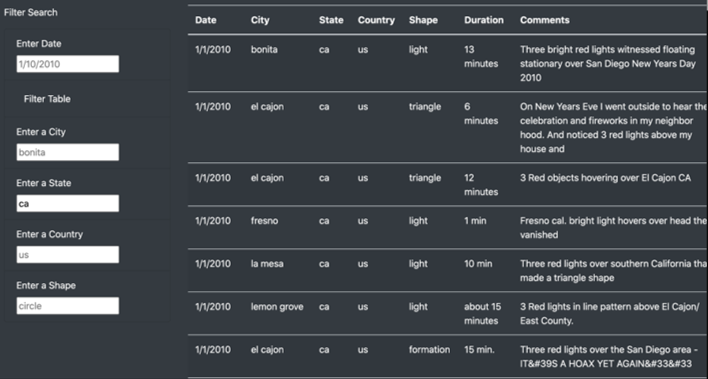 Filter Search
Enter Date
1/10/2010
Filter Table
Enter a City
bonita
Enter a State
ca
Enter a Country
us
Enter a Shape
circle
Date City State Country Shape Duration Comments
1/1/2010 bonita ca us light 13 Three bright red lights witnessed floating
minutes stationary over San Diego New Years Day
2010
1/1/2010 el cajon ca us triangle 6 On New Years Eve I went outside to hear the
minutes celebration and fireworks in my neighbor
hood. And noticed 3 red lights above my
house and
1/1/2010 el cajon ca us triangle 12 3 Red objects hovering over El Cajon CA
minutes
1/1/2010 fresno ca us light 1 min Fresno cal. bright light hovers over head the
vanished
1/1/2010 la mesa ca us light 10 min Three red lights over southern California tha
made a triangle shape
1/1/2010 lemon grove ca us light about 15 3 Red lights in line pattern above El Cajon/
minutes East County.
1/1/2010 el cajon ca us formation 15 min. Three red lights over the San Diego area -
IT&#39S A HOAX YET AGAIN&#33&#33